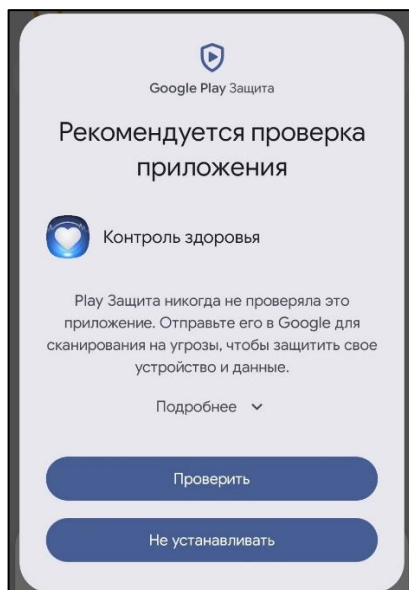 Google Play Защита
Рекомендуется проверка
приложения
Контроль здоровья
Play Защита никогда не проверяла это
приложение. Отправьте его в Google для
сканирования на угрозы, чтобы защитить свое
устройство и данные.
Подробнее
Проверить
Не устанавливать